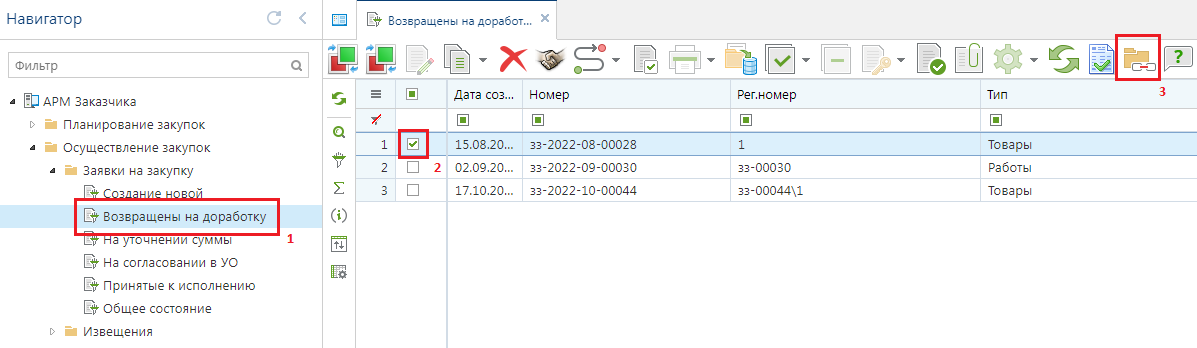 Навигатор
Фильтр
АРМ Заказчика
Планирование закупок
Осуществление закупок
Заявки на закупку
Создание новой
Возвращены на доработку
1
На уточнении суммы
На согласовании в УО
Принятые к исполнению
Общее состояние
Извещения
Возвращены на доработ...
3
Дата соз... Номер Рег.номер Тип
1 15.08.20... зз-2022-08-00028 1 Товары
2 02.09.20... зз-2022-09-00030 зз-00030 Работы
2
3 17.10.20... зз-2022-10-00044 зз-00044\1 Товары